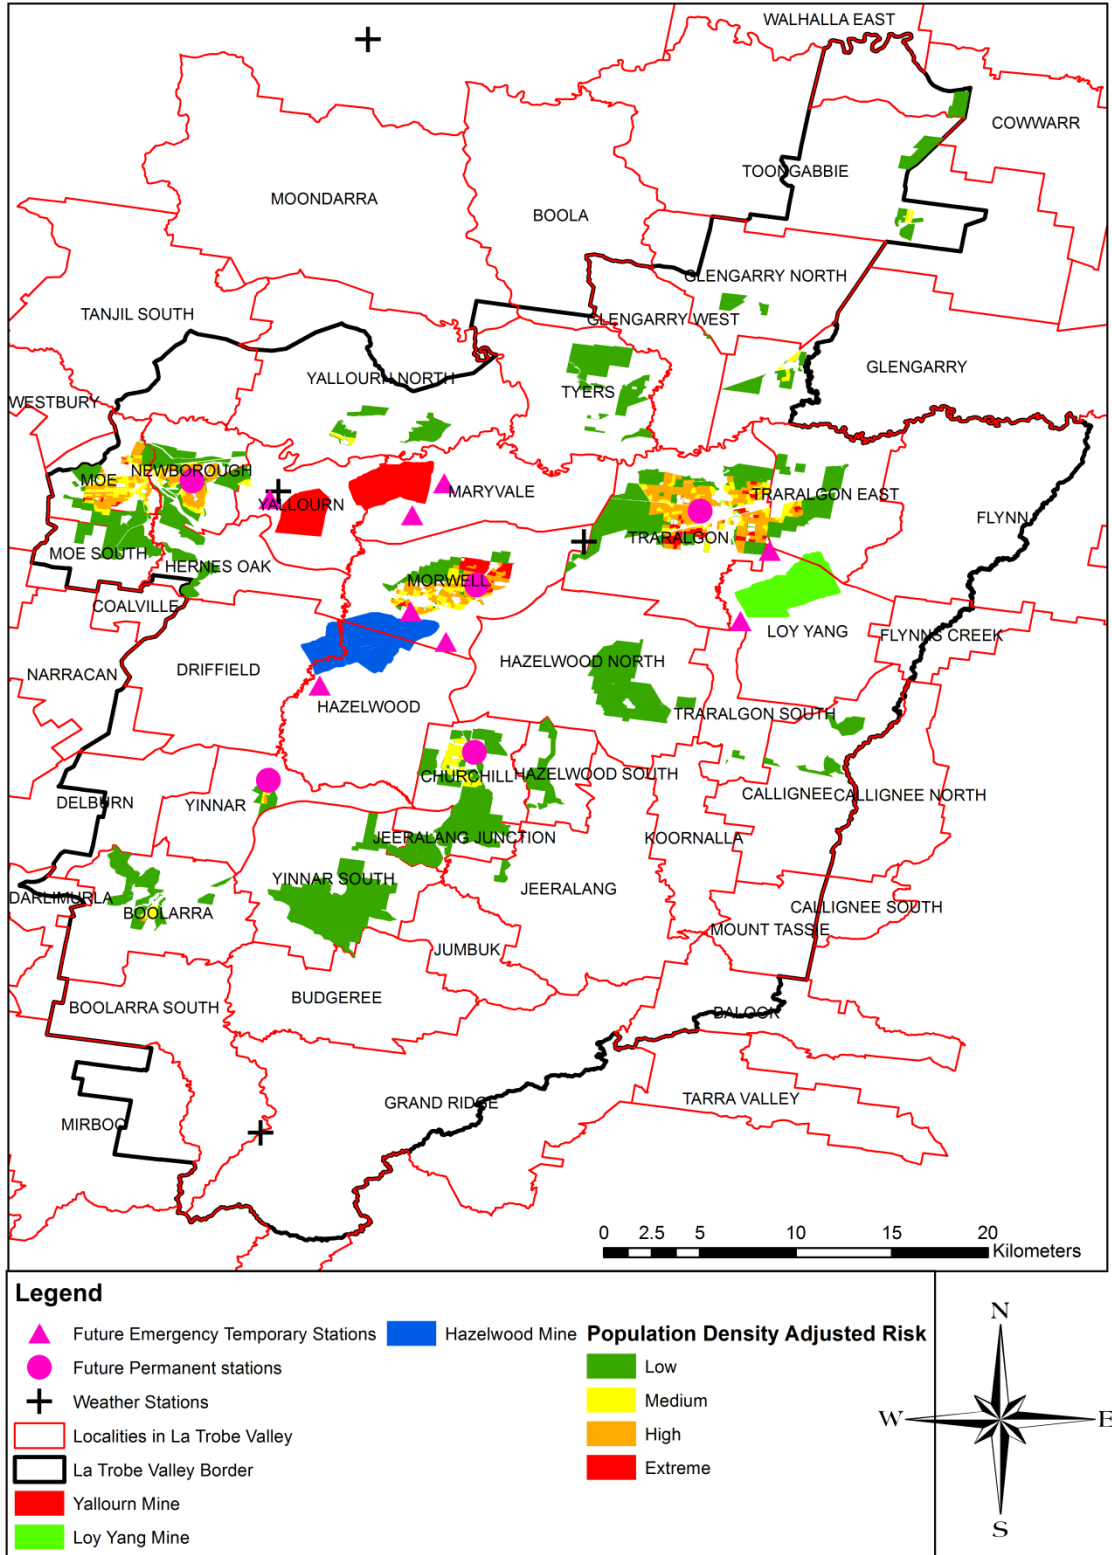 WALHALLA EAST
COWWARR
TOONGABBIE
MOONDARRA
BOOLA
GLENGARRY NORTH
TANJIL SOUTH
GLENGARRY WEST
GLENGARRY
YALLOURN NORTH
TYERS
WESTBURY
NEWBOROUGH
MOE
MARYVALE
TRARALGON EAST
YALLOURN
FLYNN
TRARALGON
MOE SOUTH
HERNES OAK
MORWELL
COALVILLE
LOY YANG
FLYNNS CREEK
HAZELWOOD NORTH
DRIFFIELD
NARRACAN
HAZELWOOD
TRARALGON SOUTH
CHURCHILL
HAZELWOOD SOUTH
CALLIGNEE
CALLIGNEE NORTH
DELBURN
YINNAR
JEERALANG JUNCTION
KOORNALLA
YINNAR SOUTH
JEERALANG
DARLIMURLA
BOOLARRA
CALLIGNEE SOUTH
MOUNT TASSIE
JUMBUK
BUDGEREE
BOOLARRA SOUTH
BALOOK
TARRA VALLEY
GRAND RIDGE
MIRBOO
0 2.5 5 10 15 20
Kilometers
Legend
Future Emergency Temporary Stations
Future Permanent stations
Weather Stations
Localities in La Trobe Valley
La Trobe Valley Border
Yallourn Mine
Loy Yang Mine
Hazelwood Mine
Population Density Adjusted Risk
Low
Medium
High
Extreme
N
W
E
S